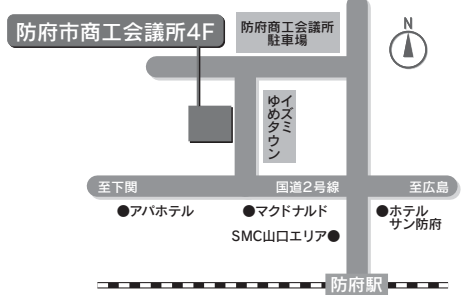 防府市商工会議所4F
防府商工会議所
駐車場
N
イズミ
ゆめタウン
至下関
国道2号線
至広島
●アパホテル
●マクドナルド
●ホテル
サン防府
SMC山口エリア●
防府駅